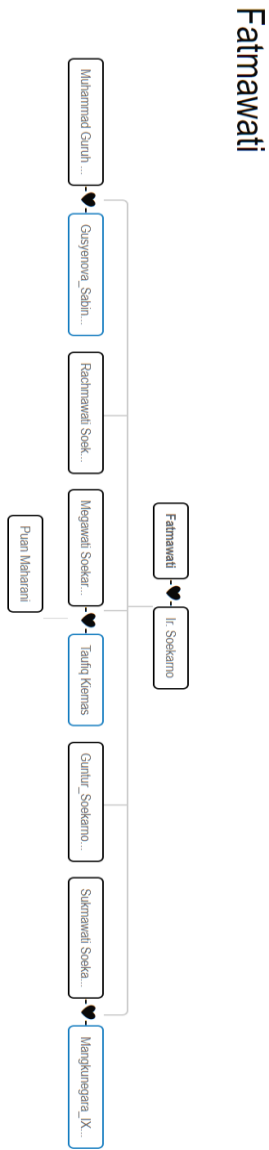 Fatmawati
Fatmawati
Ir. Soekarno
Muhammad Guruh ...
Gusyenova_Sabin...
Rachmawati Soek...
Megawati Soekar...
Taufiq Kiemas
Guntur_Soekarno...
Sukmawati Soeka...
Mangkunegara_IX...
Puan Maharani